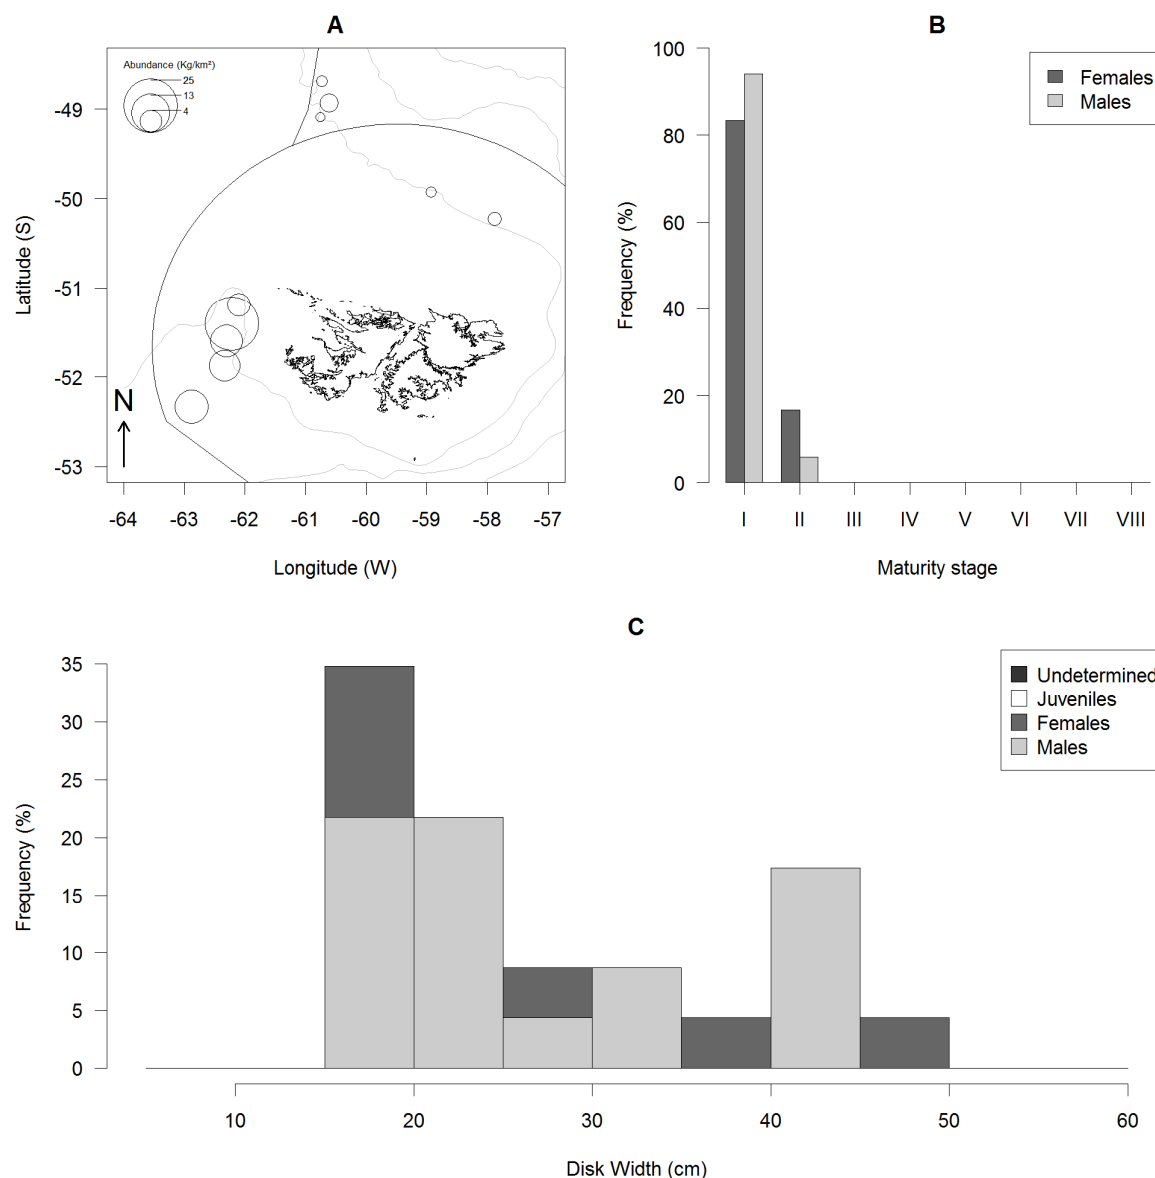 A
Abundance (Kg/km²)
25
13
4
-49
-50
-51
-52
-53
Latitude (S)
N
-64 -63 -62 -61 -60 -59 -58 -57
Longitude (W)
B
100
80
60
40
20
0
Frequency (%)
Females
Males
I II III IV V VI VII VIII
Maturity stage
C
35
30
25
20
15
10
5
0
Frequency (%)
Undetermined
Juveniles
Females
Males
10 20 30 40 50 60
Disk Width (cm)